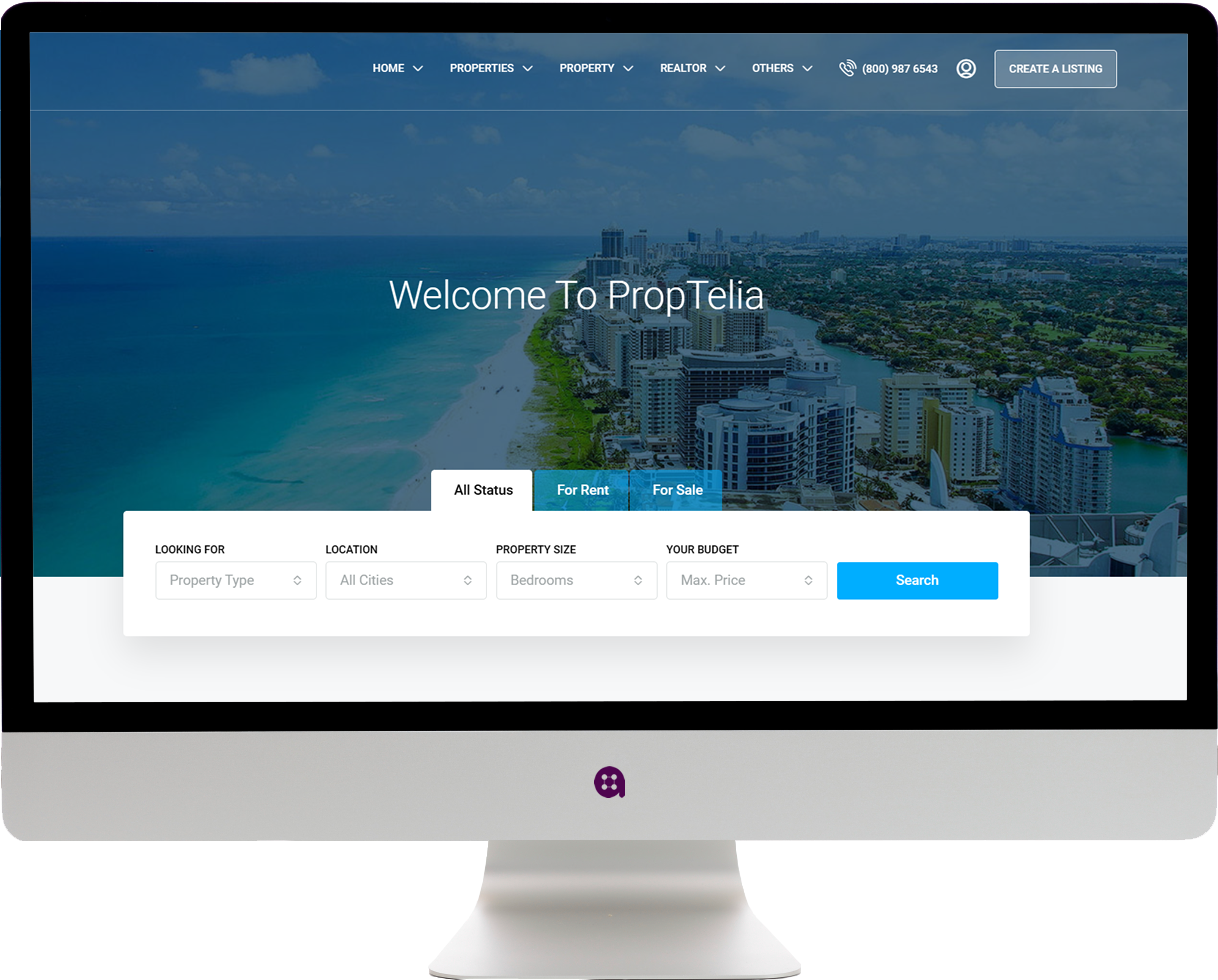 HOME PROPERTIES PROPERTY REALTOR OTHERS (800) 987 6543 CREATE A LISTING
Welcome To PropTelia
All Status For Rent For Sale
LOOKING FOR LOCATION PROPERTY SIZE YOUR BUDGET
Property Type All Cities Bedrooms Max. Price Search